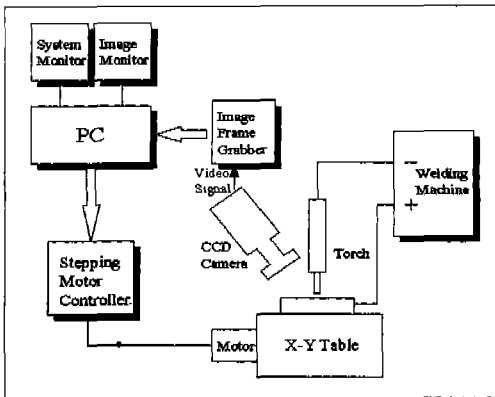 System
Monitor
Image
Monitor
PC
Image
Frame
Grabber
Video
Signal
CCD
Camera
Torch
Welding
Machine
−
+
Stepping
Motor
Controller
Motor
X-Y Table